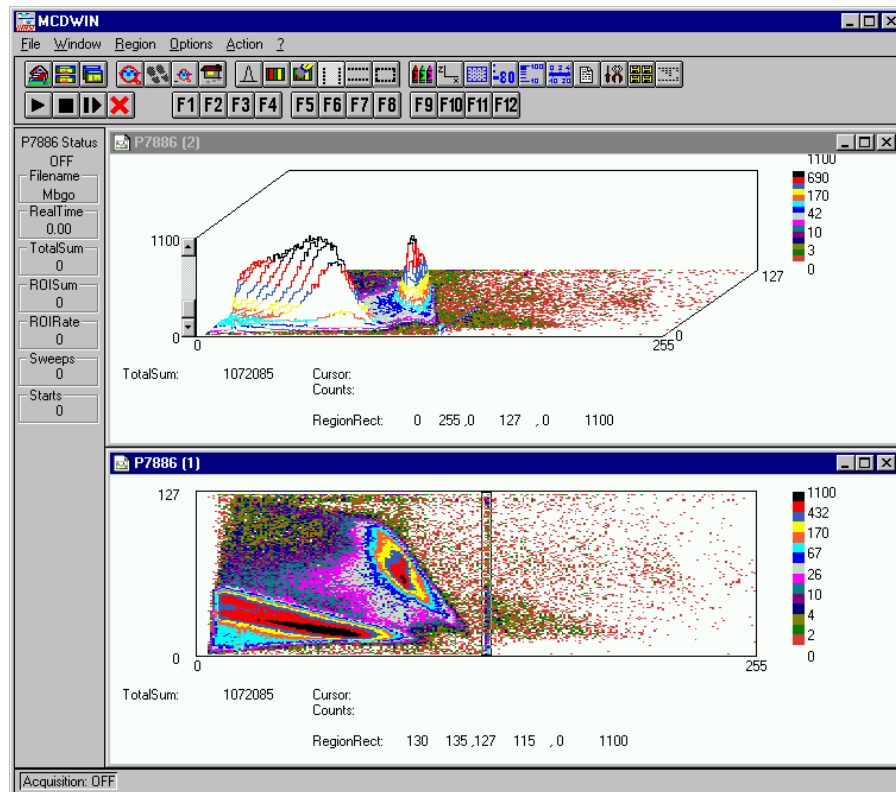 MCDWIN
File Window Region Options Action ?
F1 F2 F3 F4 F5 F6 F7 F8 F9 F10 F11 F12
P7886 Status
OFF
Filename
Mbgo
RealTime
0.00
TotalSum
0
ROISum
0
ROIRate
0
Sweeps
0
Starts
0
P7886 (2)
1100
690
170
42
10
3
0
1100
0
0
255
0
127
TotalSum: 1072085 Cursor:
Counts:
RegionRect: 0 255 ,0 127 , 0 1100
P7886 (1)
127
0
0
255
1100
432
170
67
26
10
4
2
0
TotalSum: 1072085 Cursor:
Counts:
RegionRect: 130 135 ,127 115 , 0 1100
Acquisition: OFF